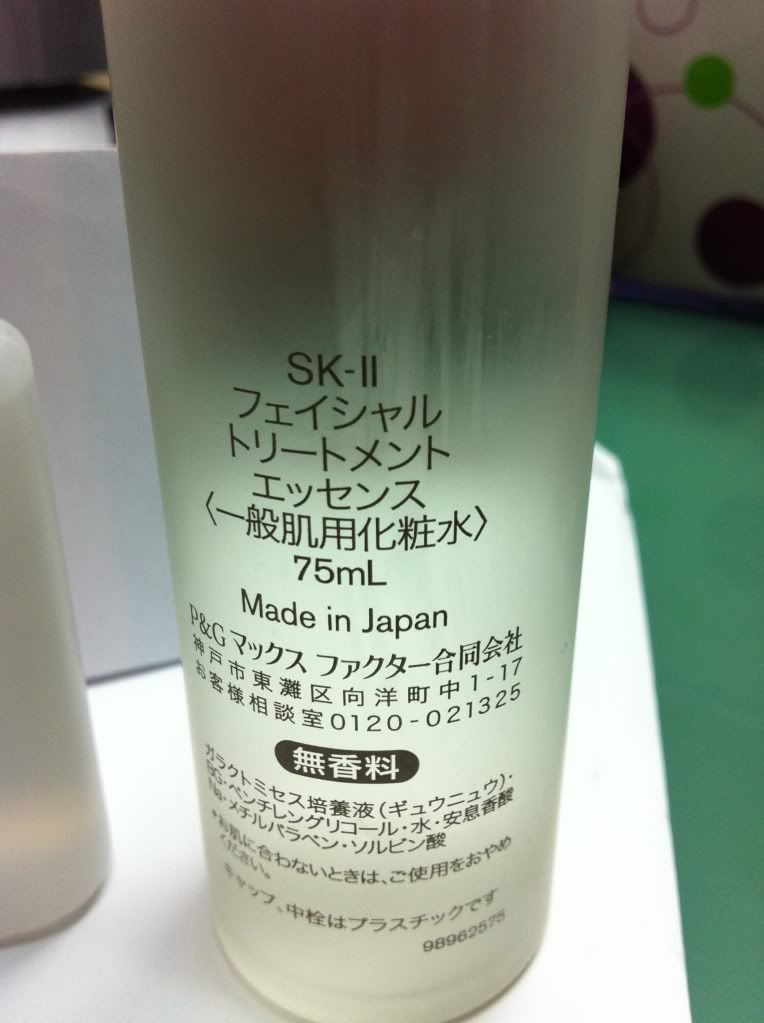 SK-II
フェイシャル
トリートメント
エッセンス
〈一般肌用化粧水〉
75mL
Made in Japan
P&G マックス ファクター合同会社
神戸市東灘区向洋町中1-17
お客様相談室0120-021325
無香料
ガラクトミセス培養液（ギュウニュウ）・
BG・ペンチレングリコール・水・安息香酸
Na・メチルパラベン・ソルビン酸
*お肌に合わないときは、ご使用をおやめ
ください。
キャップ、中栓はプラスチックです
98962575